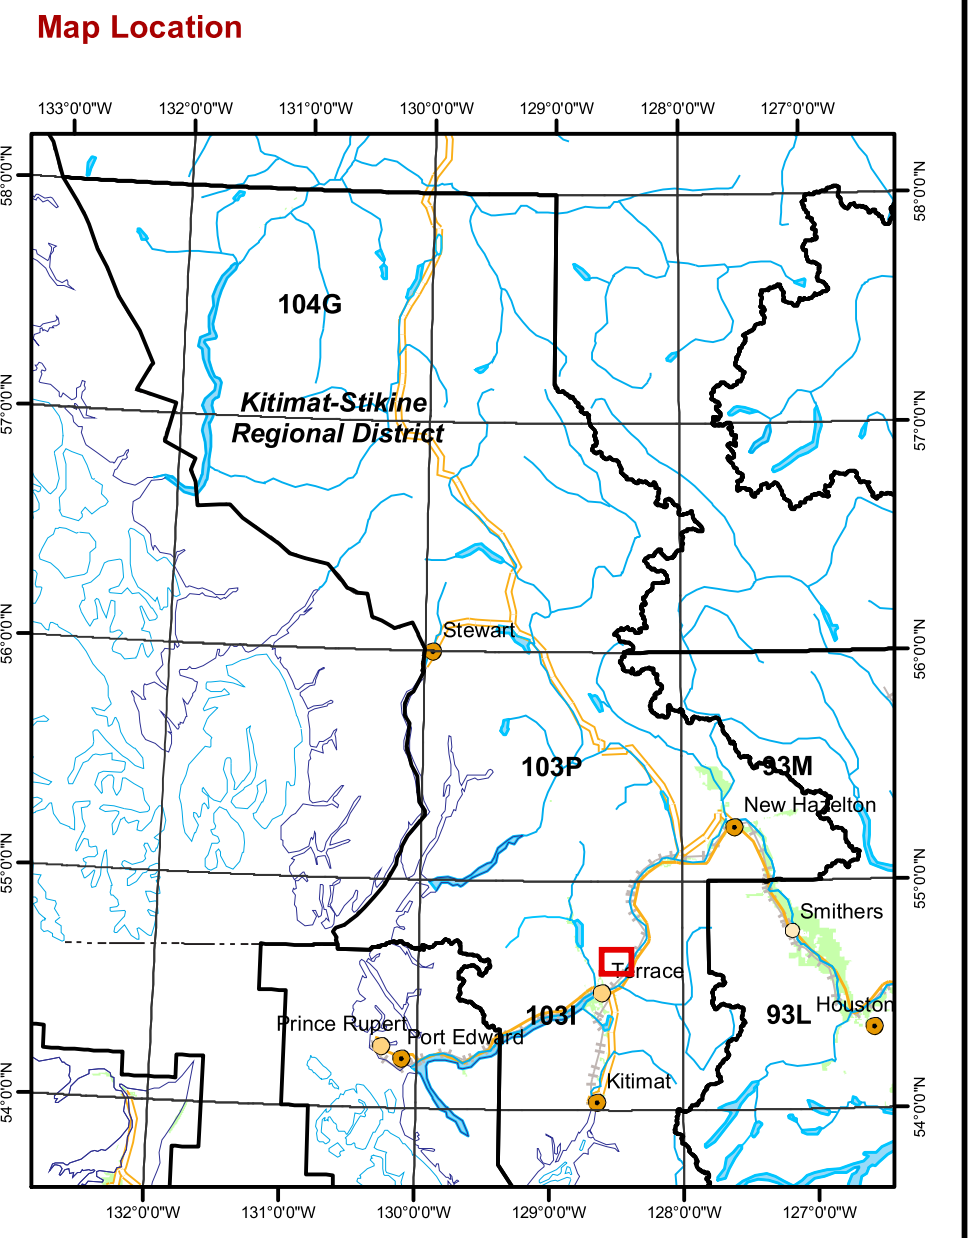 Map Location
133°0'0"W 132°0'0"W 131°0'0"W 130°0'0"W 129°0'0"W 128°0'0"W 127°0'0"W
58°0'0"N
58°0'0"N
104G
57°0'0"N
57°0'0"N
Kitimat-Stikine
Regional District
56°0'0"N
Stewart
56°0'0"N
103P
93M
New Hazelton
55°0'0"N
55°0'0"N
Smithers
Terrace
103I
93L
Houston
Prince Rupert
Port Edward
Kitimat
54°0'0"N
54°0'0"N
132°0'0"W 131°0'0"W 130°0'0"W 129°0'0"W 128°0'0"W 127°0'0"W